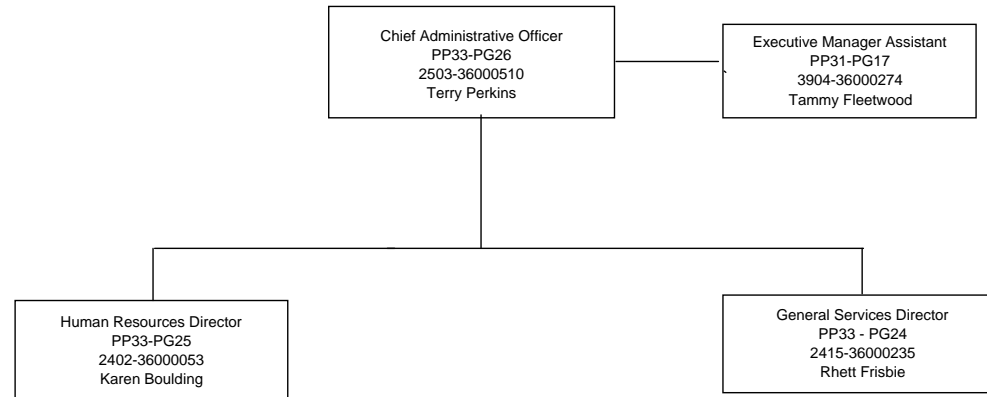 Chief Administrative Officer
PP33-PG26
2503-36000510
Terry Perkins
Executive Manager Assistant
PP31-PG17
3904-36000274
Tammy Fleetwood
Human Resources Director
PP33-PG25
2402-36000053
Karen Boulding
General Services Director
PP33 - PG24
2415-36000235
Rhett Frisbie